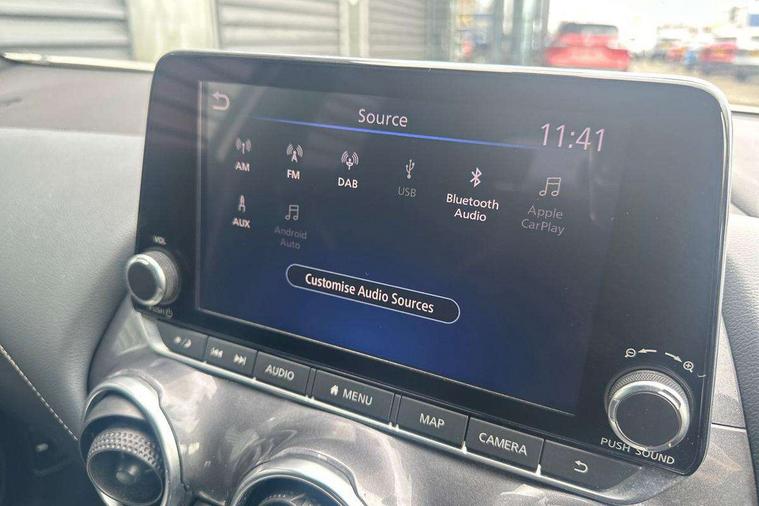 Source
11:41
AM
FM
DAB
USB
Bluetooth
Audio
Apple
CarPlay
AUX
Android
Auto
Customise Audio Sources
VOL
PUSH
AUDIO
MENU
MAP
CAMERA
PUSH SOUND